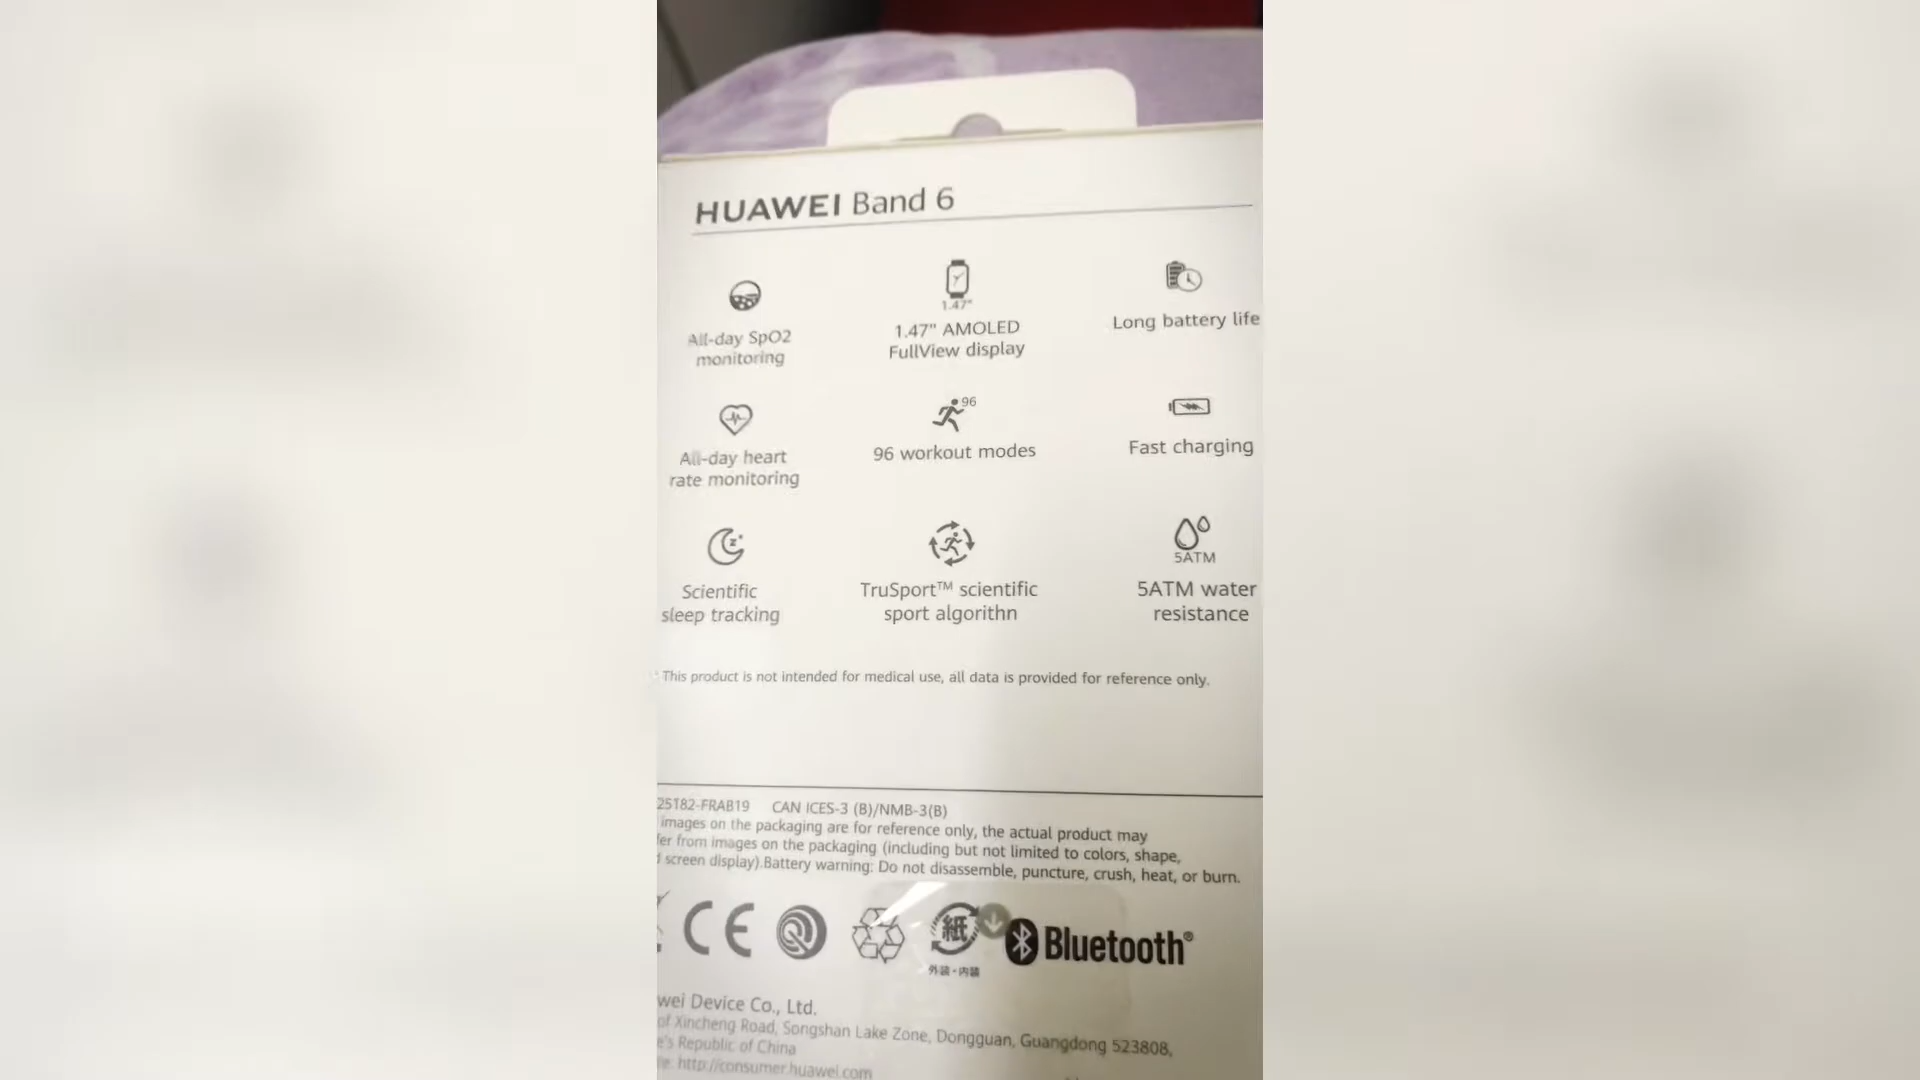 HUAWEI Band 6
All-day SpO2
monitoring
1.47"
1.47" AMOLED
FullView display
Long battery life
All-day heart
rate monitoring
96
96 workout modes
Fast charging
Scientific
sleep tracking
TruSport™ scientific
sport algorithn
5ATM
5ATM water
resistance
* This product is not intended for medical use, all data is provided for reference only.
25182-FRAB19 CAN ICES-3 (B)/NMB-3(B)
images on the packaging are for reference only, the actual product may
fer from images on the packaging (including but not limited to colors, shape,
screen display).Battery warning: Do not disassemble, puncture, crush, heat, or burn.
CE
紙
外装・内装
Bluetooth®
wei Device Co., Ltd.
of Xincheng Road, Songshan Lake Zone, Dongguan, Guangdong 523808,
e's Republic of China
http://consumer.huawei.com